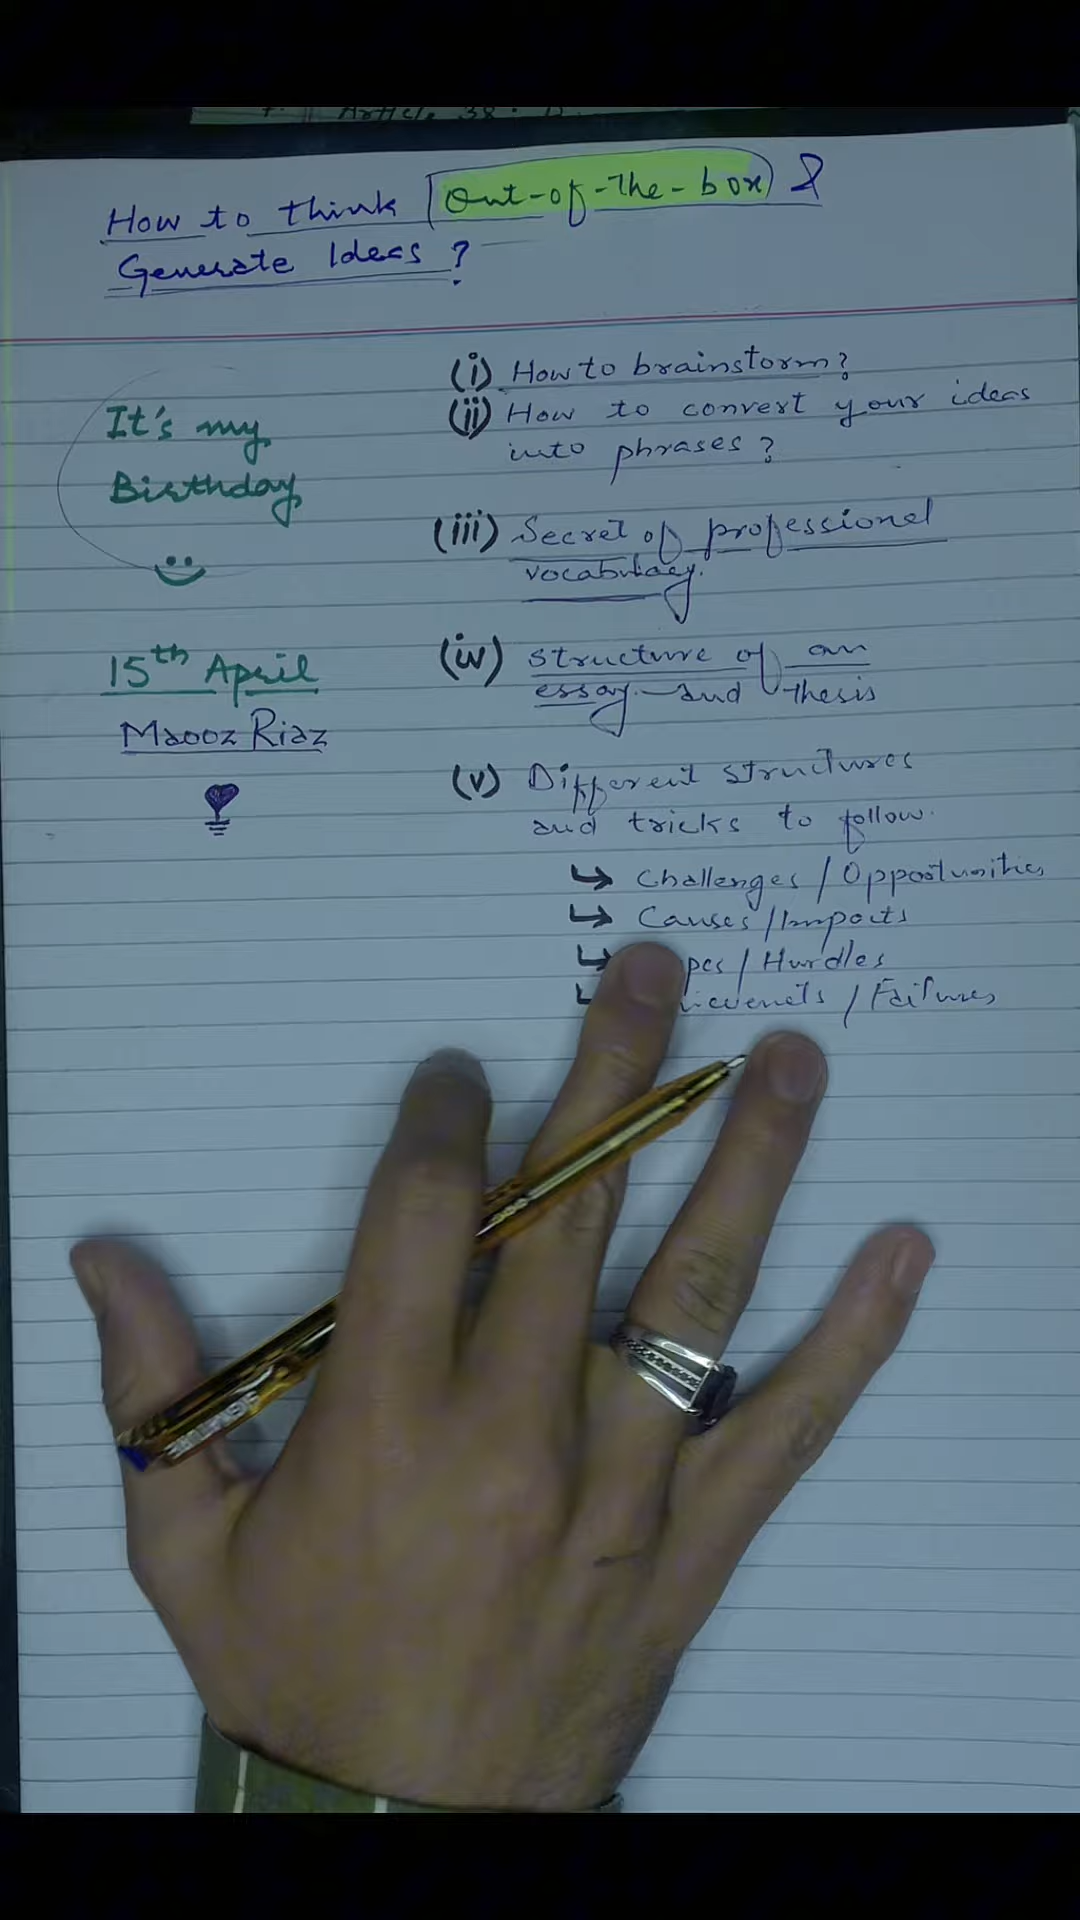 Article 38:
How to think Out-of-the-box &
Generate Ideas?
It's my
Birthday
15th April
Maooz Riaz
(i) How to brainstorm?
(ii) How to convert your ideas
into phrases?
(iii) Secret of professional
vocabulary.
(iv) structure of an
essay and thesis
(v) Different structures
and tricks to follow.
↳ Challenges / Opportunities
↳ Causes / Impacts
↳ / Hurdles
↳ / Failures